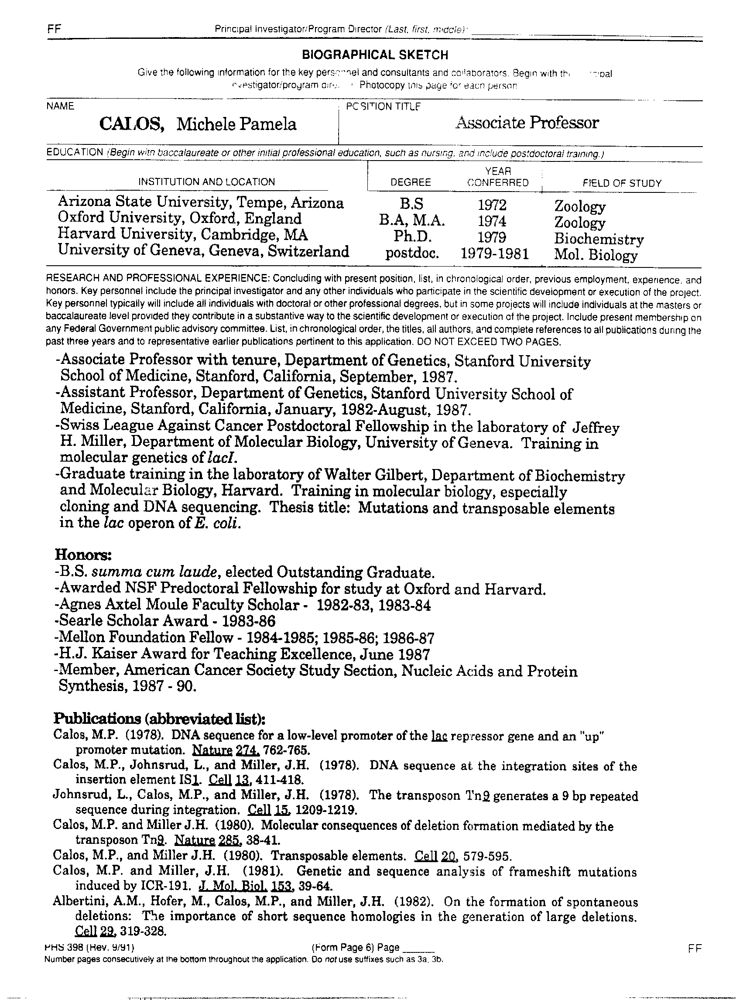 FF
Principal Investigator/Program Director (Last, first, middle):
BIOGRAPHICAL SKETCH
Give the following information for the key personnel and consultants and collaborators. Begin with th
Photocopy this page for each person
NAME
POSITION TITLE
CALOS, Michele Pamela
Associate Professor
EDUCATION (Begin with baccalaureate or other initial professional education, such as nursing, and include postdoctoral training.)
INSTITUTION AND LOCATION
DEGREE
YEAR
CONFERRED
FIELD OF STUDY
Arizona State University, Tempe, Arizona B.S 1972 Zoology
Oxford University, Oxford, England B.A, M.A. 1974 Zoology
Harvard University, Cambridge, MA Ph.D. 1979 Biochemistry
University of Geneva, Geneva, Switzerland postdoc. 1979-1981 Mol. Biology
RESEARCH AND PROFESSIONAL EXPERIENCE: Concluding with present position, list, in chronological order, previous employment, experience, and
honors. Key personnel include the principal investigator and any other individuals who participate in the scientific development or execution of the project.
Key personnel typically will include all individuals with doctoral or other professional degrees, but in some projects will include individuals at the masters or
baccalaureate level provided they contribute in a substantive way to the scientific development or execution of the project. Include present membership on
any Federal Government public advisory committee. List, in chronological order, the titles, all authors, and complete references to all publications during the
past three years and to representative earlier publications pertinent to this application. DO NOT EXCEED TWO PAGES.
-Associate Professor with tenure, Department of Genetics, Stanford University
School of Medicine, Stanford, California, September, 1987.
-Assistant Professor, Department of Genetics, Stanford University School of
Medicine, Stanford, California, January, 1982-August, 1987.
-Swiss League Against Cancer Postdoctoral Fellowship in the laboratory of Jeffrey
H. Miller, Department of Molecular Biology, University of Geneva. Training in
molecular genetics of lacI.
-Graduate training in the laboratory of Walter Gilbert, Department of Biochemistry
and Molecular Biology, Harvard. Training in molecular biology, especially
cloning and DNA sequencing. Thesis title: Mutations and transposable elements
in the lac operon of E. coli.
Honors:
-B.S. summa cum laude, elected Outstanding Graduate.
-Awarded NSF Predoctoral Fellowship for study at Oxford and Harvard.
-Agnes Axtel Moule Faculty Scholar - 1982-83, 1983-84
-Searle Scholar Award - 1983-86
-Mellon Foundation Fellow - 1984-1985; 1985-86; 1986-87
-H.J. Kaiser Award for Teaching Excellence, June 1987
-Member, American Cancer Society Study Section, Nucleic Acids and Protein
Synthesis, 1987 - 90.
Publications (abbreviated list):
Calos, M.P. (1978). DNA sequence for a low-level promoter of the lac repressor gene and an "up"
promoter mutation. Nature 274, 762-765.
Calos, M.P., Johnsrud, L., and Miller, J.H. (1978). DNA sequence at the integration sites of the
insertion element IS1. Cell 13, 411-418.
Johnsrud, L., Calos, M.P., and Miller, J.H. (1978). The transposon Tn9 generates a 9 bp repeated
sequence during integration. Cell 15, 1209-1219.
Calos, M.P. and Miller J.H. (1980). Molecular consequences of deletion formation mediated by the
transposon Tn9. Nature 285, 38-41.
Calos, M.P., and Miller J.H. (1980). Transposable elements. Cell 20, 579-595.
Calos, M.P. and Miller, J.H. (1981). Genetic and sequence analysis of frameshift mutations
induced by ICR-191. J. Mol. Biol. 153, 39-64.
Albertini, A.M., Hofer, M., Calos, M.P., and Miller, J.H. (1982). On the formation of spontaneous
deletions: The importance of short sequence homologies in the generation of large deletions.
Cell 29, 319-328.
PHS 398 (Rev. 9/91) (Form Page 6) Page ______ FF
Number pages consecutively at the bottom throughout the application. Do not use suffixes such as 3a, 3b.